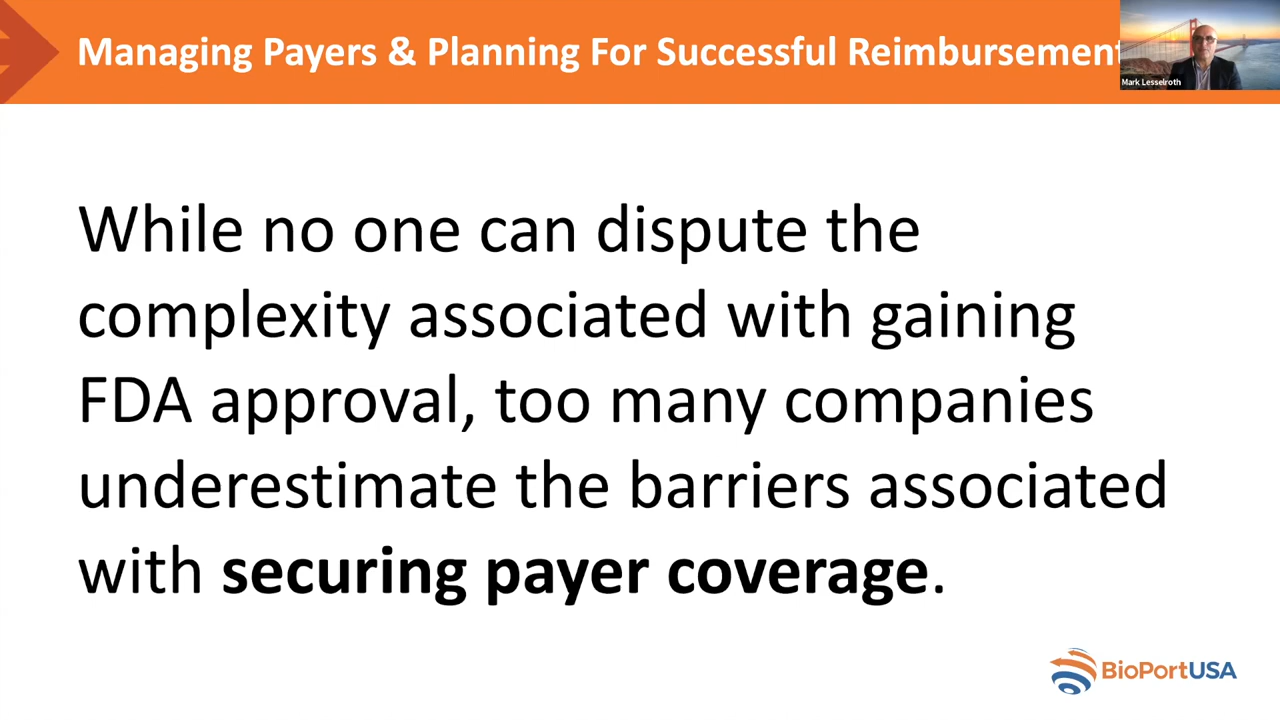 Managing Payers & Planning For Successful Reimbursement
Mark Lesselroth
While no one can dispute the
complexity associated with gaining
FDA approval, too many companies
underestimate the barriers associated
with securing payer coverage.
BioPortUSA